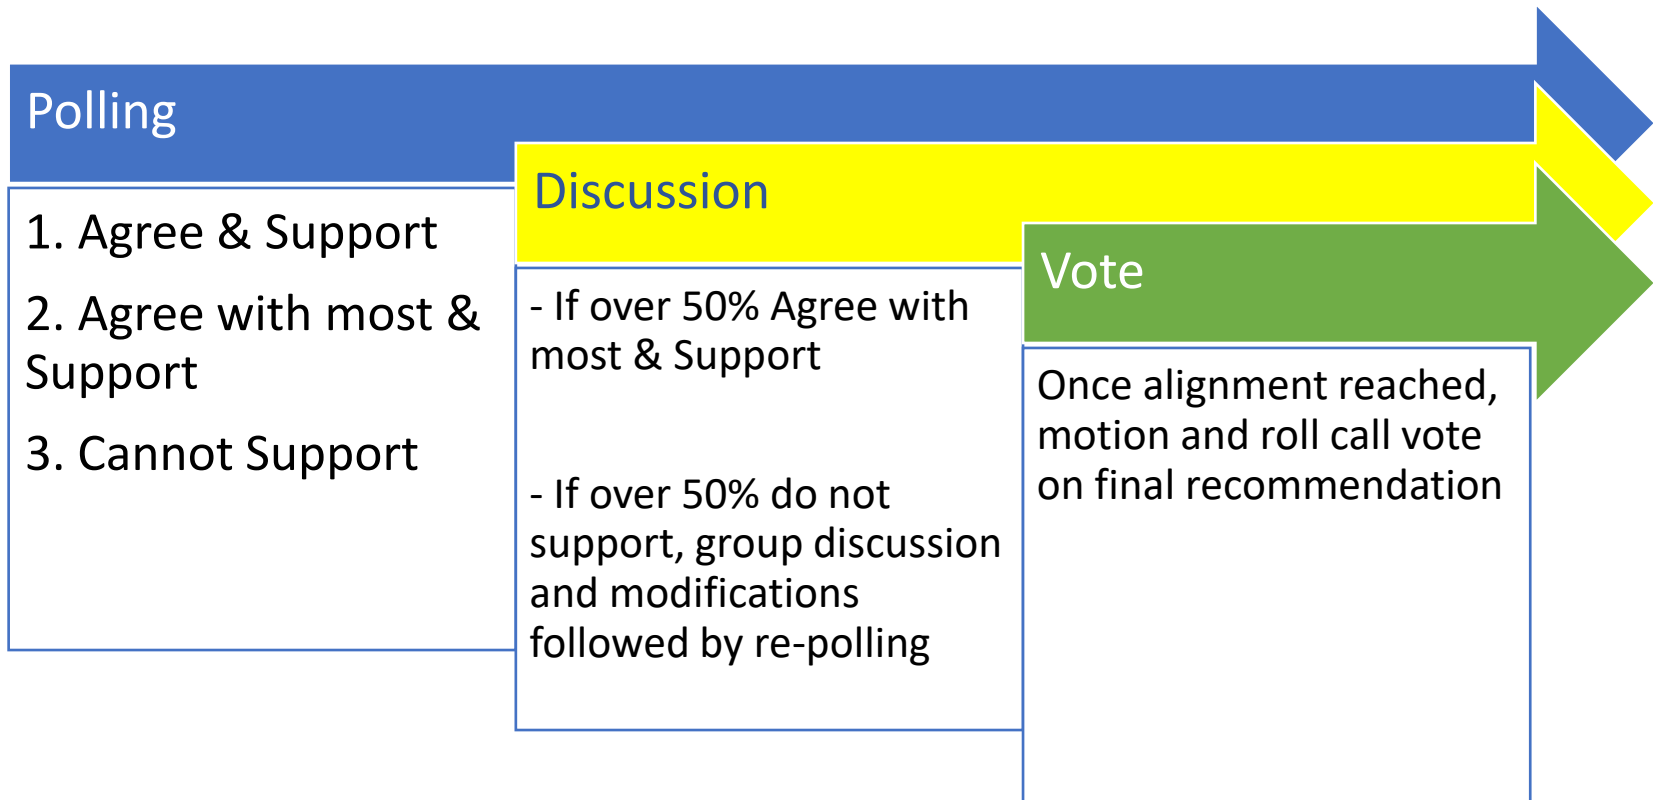 Polling
1. Agree & Support
2. Agree with most &
Support
3. Cannot Support
Discussion
- If over 50% Agree with
most & Support
- If over 50% do not
support, group discussion
and modifications
followed by re-polling
Vote
Once alignment reached,
motion and roll call vote
on final recommendation